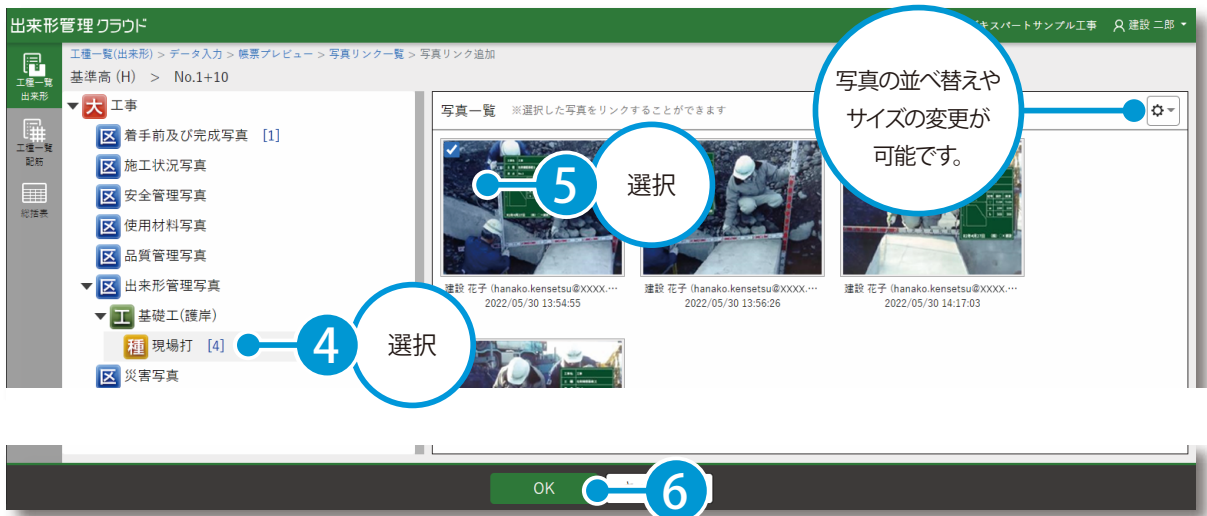 出来形管理クラウド
キスパートサンプル工事 建設 二郎
工種一覧(出来形) > データ入力 > 帳票プレビュー > 写真リンク一覧 > 写真リンク追加
基準高 (H) > No.1+10
工種一覧
出来形
工種一覧
配筋
総括表
大 工事
区 着手前及び完成写真 [1]
区 施工状況写真
区 安全管理写真
区 使用材料写真
区 品質管理写真
区 出来形管理写真
工 基礎工(護岸)
種 現場打 [4]
区 災害写真
4 選択
写真一覧 ※選択した写真をリンクすることができます
写真の並べ替えや
サイズの変更が
可能です。
5 選択
建設 花子 (hanako.kensetsu@XXXX.…
2022/05/30 13:54:55
建設 花子 (hanako.kensetsu@XXXX.…
2022/05/30 13:56:26
建設 花子 (hanako.kensetsu@XXXX.…
2022/05/30 14:17:03
OK
6